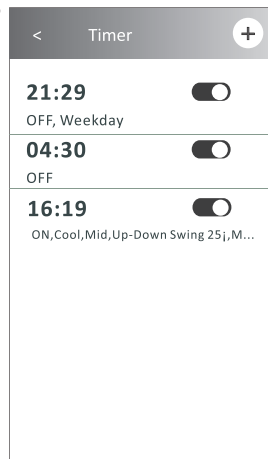 < Timer +
21:29
OFF, Weekday
04:30
OFF
16:19
ON,Cool,Mid,Up-Down Swing 25¡,M...